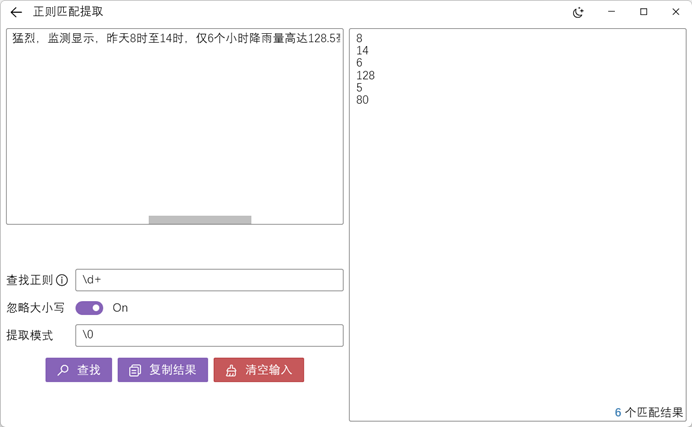 正则匹配提取
猛烈，监测显示，昨天8时至14时，仅6个小时降雨量高达128.5
8
14
6
128
5
80
查找正则
\d+
忽略大小写 On
提取模式
\0
查找 复制结果 清空输入
6 个匹配结果